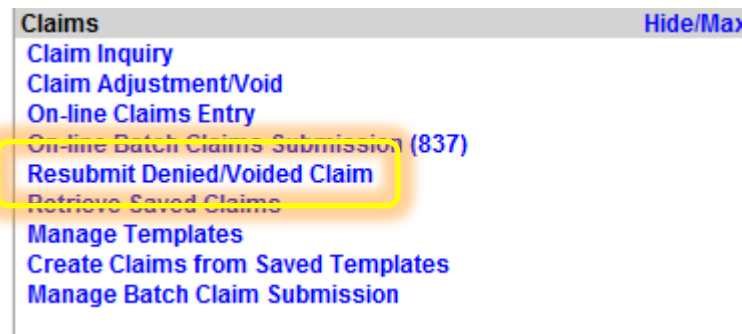 Claims Hide/Max
Claim Inquiry
Claim Adjustment/Void
On-line Claims Entry
On-line Batch Claims Submission (837)
Resubmit Denied/Voided Claim
Retrieve Saved Claims
Manage Templates
Create Claims from Saved Templates
Manage Batch Claim Submission